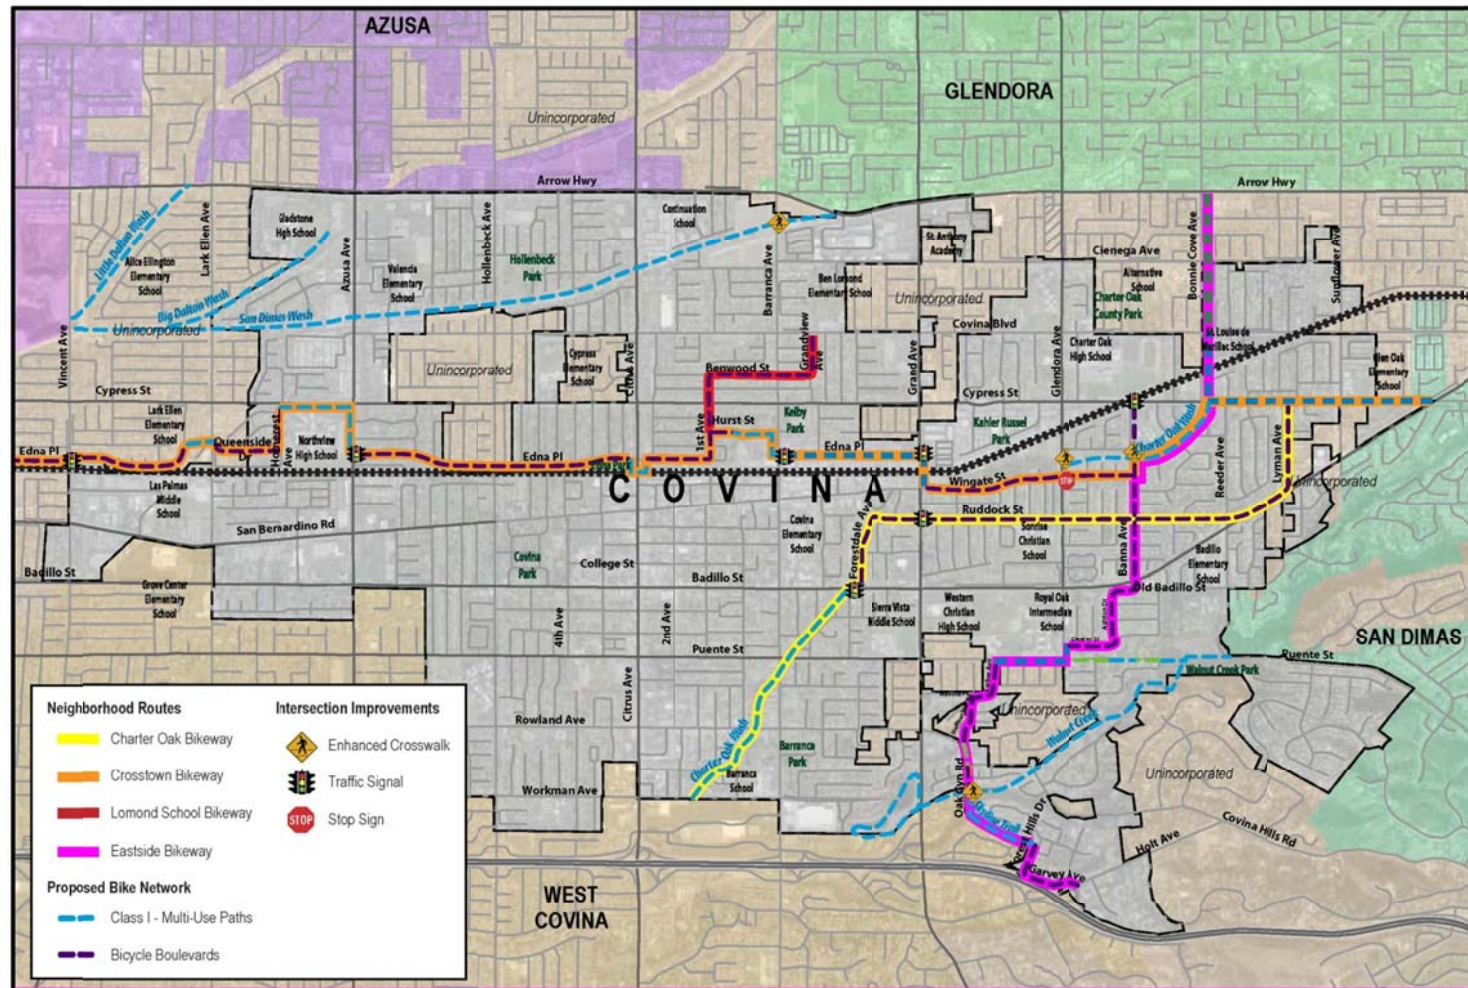 AZUSA
GLENDORA
Unincorporated
Arrow Hwy
Arrow Hwy
Continuation
School
Gladstone
High School
Little Dalton Wash
Lark Ellen Ave
Azusa Ave
Hollenbeck Ave
Alice Ellington
Elementary
School
Valencia
Elementary
School
Hollenbeck
Park
Barranca Ave
Ben Lomond
Elementary School
St. Anthony
Academy
Cienega Ave
Alternative
School
Bonnie Cove Ave
Sunflower Ave
Charter Oak
County Park
Unincorporated
Big Dalton Wash
San Dimas Wash
Unincorporated
Vincent Ave
Covina Blvd
Glendora Ave
Grand Ave
Charter Oak
High School
St. Louise de
Marillac School
Glen Oak
Elementary
School
Cypress
Elementary
School
Citrus Ave
Unincorporated
Grandview
Ave
Benwood St
Cypress St
Cypress St
Lark Ellen
Elementary
School
Queenside
Dr
Homerest
Ave
Northview
High School
Edna Pl
Edna Pl
Edna Park
1st Ave
Hurst St
Kelby
Park
Edna Pl
Kahler Russel
Park
Charter Oak Wash
Reeder Ave
Lyman Ave
Unincorporated
Wingate St
STOP
COVINA
Las Palmas
Middle
School
San Bernardino Rd
Ruddock St
Covina
Elementary
School
Forestdale Ave
Sonrise
Christian
School
Banna Ave
Badillo
Elementary
School
Badillo St
Grove Center
Elementary
School
Covina
Park
College St
Badillo St
Old Badillo St
Sierra Vista
Middle School
Western
Christian
High School
Royal Oak
Intermediate
School
4th Ave
2nd Ave
Puente St
Puente St
SAN DIMAS
Walnut Creek Park
Citrus Ave
Rowland Ave
Unincorporated
Walnut Creek
Charter Oak Wash
Barranca
School
Barranca
Park
Unincorporated
Workman Ave
Oak Cyn Rd
Forest Hills Dr
Holt Ave
Covina Hills Rd
Garvey Ave
WEST
COVINA
Neighborhood Routes
Charter Oak Bikeway
Crosstown Bikeway
Lomond School Bikeway
Eastside Bikeway
Proposed Bike Network
Class I - Multi-Use Paths
Bicycle Boulevards
Intersection Improvements
Enhanced Crosswalk
Traffic Signal
STOP
Stop Sign